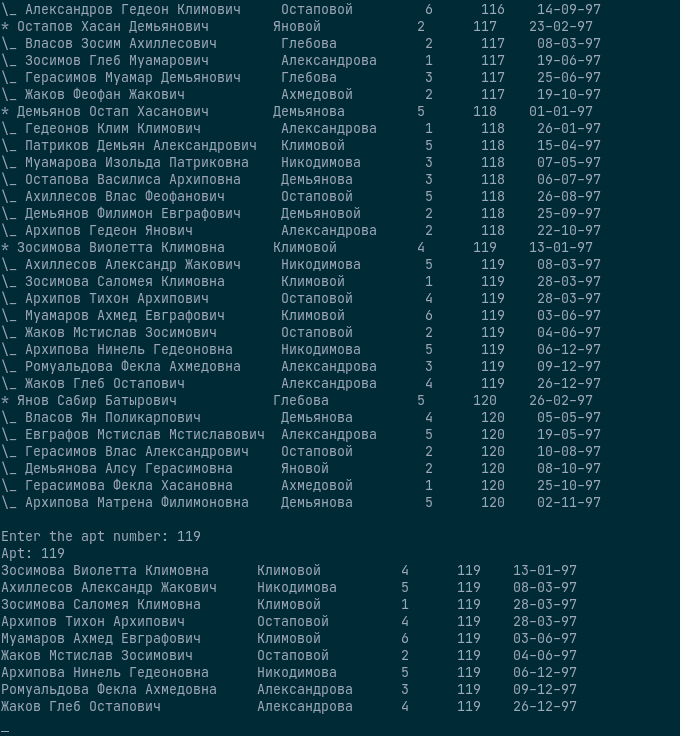 \_ Александров Гедеон Климович     Остаповой         6      116    14-09-97
* Остапов Хасан Демьянович        Яновой            2      117    23-02-97
\_ Власов Зосим Ахиллесович        Глебова           2      117    08-03-97
\_ Зосимов Глеб Муамарович         Александрова      1      117    19-06-97
\_ Герасимов Муамар Демьянович     Глебова           3      117    25-06-97
\_ Жаков Феофан Жакович            Ахмедовой         2      117    19-10-97
* Демьянов Остап Хасанович        Демьянова         5      118    01-01-97
\_ Гедеонов Клим Климович          Александрова      1      118    26-01-97
\_ Патриков Демьян Александрович   Климовой          5      118    15-04-97
\_ Муамарова Изольда Патриковна    Никодимова        3      118    07-05-97
\_ Остапова Василиса Архиповна     Демьянова         3      118    06-07-97
\_ Ахиллесов Влас Феофанович       Остаповой         5      118    26-08-97
\_ Демьянов Филимон Евграфович     Демьяновой        2      118    25-09-97
\_ Архипов Гедеон Янович           Александрова      2      118    22-10-97
* Зосимова Виолетта Климовна      Климовой          4      119    13-01-97
\_ Ахиллесов Александр Жакович     Никодимова        5      119    08-03-97
\_ Зосимова Саломея Климовна       Климовой          1      119    28-03-97
\_ Архипов Тихон Архипович         Остаповой         4      119    28-03-97
\_ Муамаров Ахмед Евграфович       Климовой          6      119    03-06-97
\_ Жаков Мстислав Зосимович        Остаповой         2      119    04-06-97
\_ Архипова Нинель Гедеоновна      Никодимова        5      119    06-12-97
\_ Ромуальдова Фекла Ахмедовна     Александрова      3      119    09-12-97
\_ Жаков Глеб Остапович            Александрова      4      119    26-12-97
* Янов Сабир Батырович            Глебова           5      120    26-02-97
\_ Власов Ян Поликарпович          Демьянова         4      120    05-05-97
\_ Евграфов Мстислав Мстиславович  Александрова      5      120    19-05-97
\_ Герасимов Влас Александрович    Остаповой         2      120    10-08-97
\_ Демьянова Алсу Герасимовна      Яновой            2      120    08-10-97
\_ Герасимова Фекла Хасановна      Ахмедовой         1      120    25-10-97
\_ Архипова Матрена Филимоновна    Демьянова         5      120    02-11-97
Enter the apt number: 119
Apt: 119
Зосимова Виолетта Климовна      Климовой          4      119    13-01-97
Ахиллесов Александр Жакович     Никодимова        5      119    08-03-97
Зосимова Саломея Климовна       Климовой          1      119    28-03-97
Архипов Тихон Архипович         Остаповой         4      119    28-03-97
Муамаров Ахмед Евграфович       Климовой          6      119    03-06-97
Жаков Мстислав Зосимович        Остаповой         2      119    04-06-97
Архипова Нинель Гедеоновна      Никодимова        5      119    06-12-97
Ромуальдова Фекла Ахмедовна     Александрова      3      119    09-12-97
Жаков Глеб Остапович            Александрова      4      119    26-12-97
_